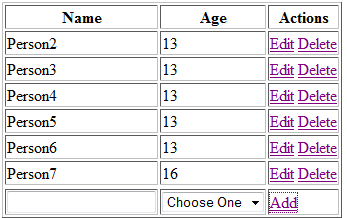 Name Age Actions
Person2 13 Edit Delete
Person3 13 Edit Delete
Person4 13 Edit Delete
Person5 13 Edit Delete
Person6 13 Edit Delete
Person7 16 Edit Delete
Choose One Add